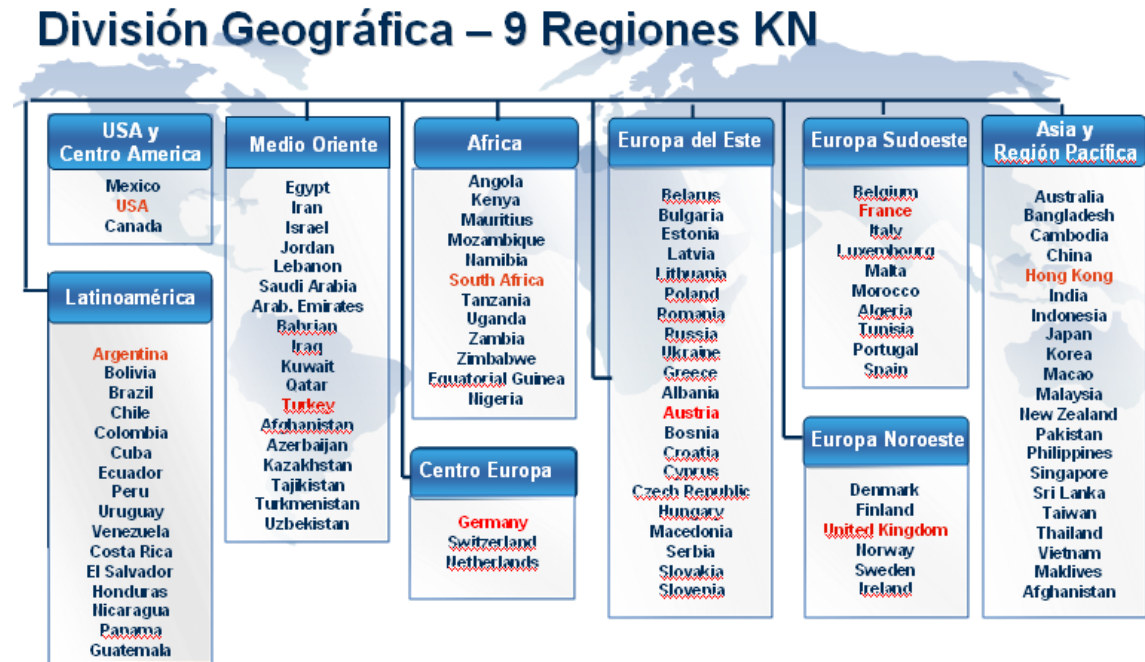 División Geográfica – 9 Regiones KN
USA y
Centro America
Mexico
USA
Canada
Latinoamérica
Argentina
Bolivia
Brazil
Chile
Colombia
Cuba
Ecuador
Peru
Uruguay
Venezuela
Costa Rica
El Salvador
Honduras
Nicaragua
Panama
Guatemala
Medio Oriente
Egypt
Iran
Israel
Jordan
Lebanon
Saudi Arabia
Arab. Emirates
Bahrian
Iraq
Kuwait
Qatar
Turkey
Afghanistan
Azerbaijan
Kazakhstan
Tajikistan
Turkmenistan
Uzbekistan
Africa
Angola
Kenya
Mauritius
Mozambique
Namibia
South Africa
Tanzania
Uganda
Zambia
Zimbabwe
Equatorial Guinea
Nigeria
Centro Europa
Germany
Switzerland
Netherlands
Europa del Este
Belarus
Bulgaria
Estonia
Latvia
Lithuania
Poland
Romania
Russia
Ukraine
Greece
Albania
Austria
Bosnia
Croatia
Cyprus
Czech Republic
Hungary
Macedonia
Serbia
Slovakia
Slovenia
Europa Sudoeste
Belgium
France
Italy
Luxembourg
Malta
Morocco
Algeria
Tunisia
Portugal
Spain
Europa Noroeste
Denmark
Finland
United Kingdom
Norway
Sweden
Ireland
Asia y
Región Pacífica
Australia
Bangladesh
Cambodia
China
Hong Kong
India
Indonesia
Japan
Korea
Macao
Malaysia
New Zealand
Pakistan
Philippines
Singapore
Sri Lanka
Taiwan
Thailand
Vietnam
Maldives
Afghanistan